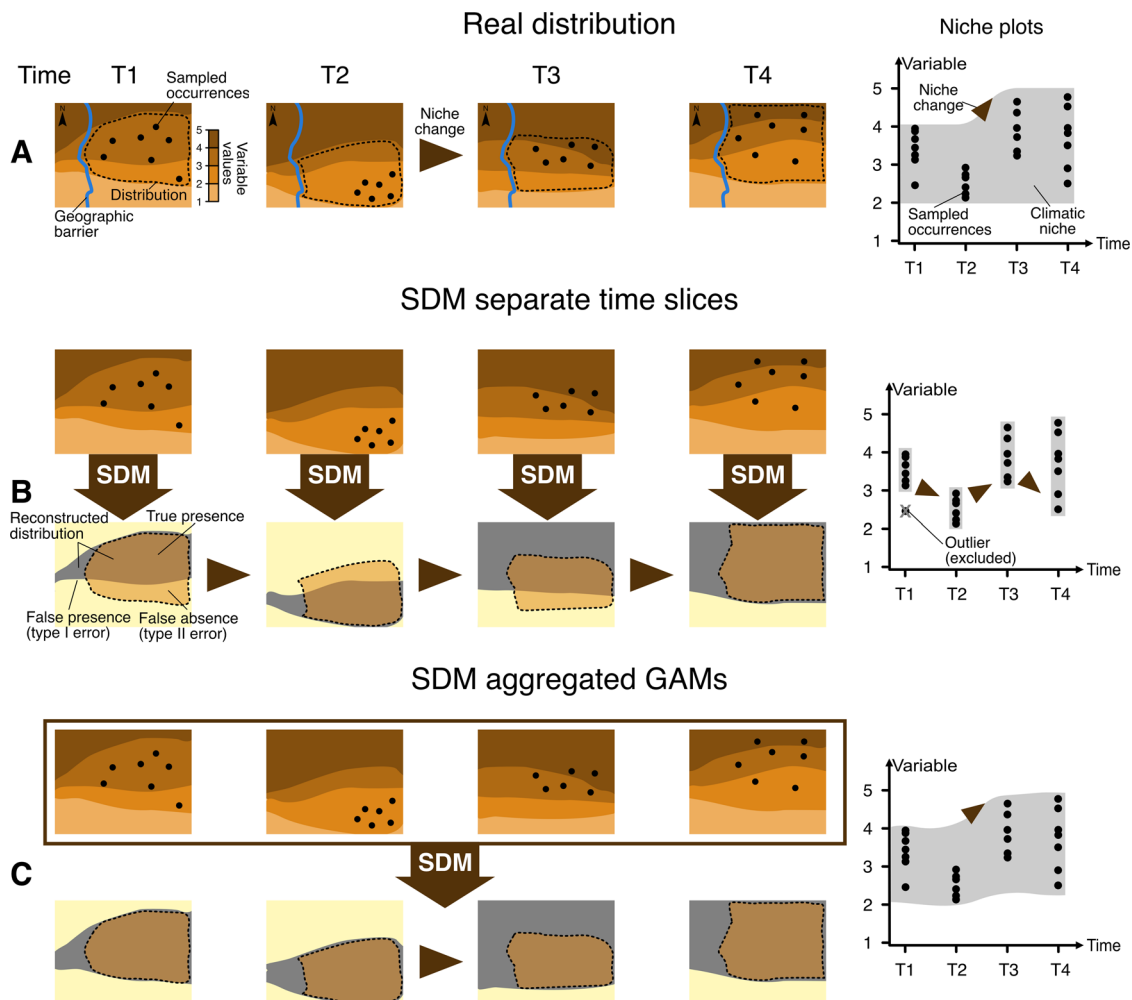 Real distribution
Niche plots
Time
T1
T2
T3
T4
Sampled
occurrences
N
N
N
N
5
4
3
2
1
Variable
values
Niche
change
A
Distribution
Geographic
barrier
Variable
5
4
3
2
1
Niche
change
Sampled
occurrences
Climatic
niche
Time
T1
T2
T3
T4
SDM separate time slices
SDM
SDM
SDM
SDM
B
Reconstructed
distribution
True presence
False presence
(type I error)
False absence
(type II error)
Variable
5
4
3
2
1
Outlier
(excluded)
Time
T1
T2
T3
T4
SDM aggregated GAMs
SDM
C
Variable
5
4
3
2
1
Time
T1
T2
T3
T4